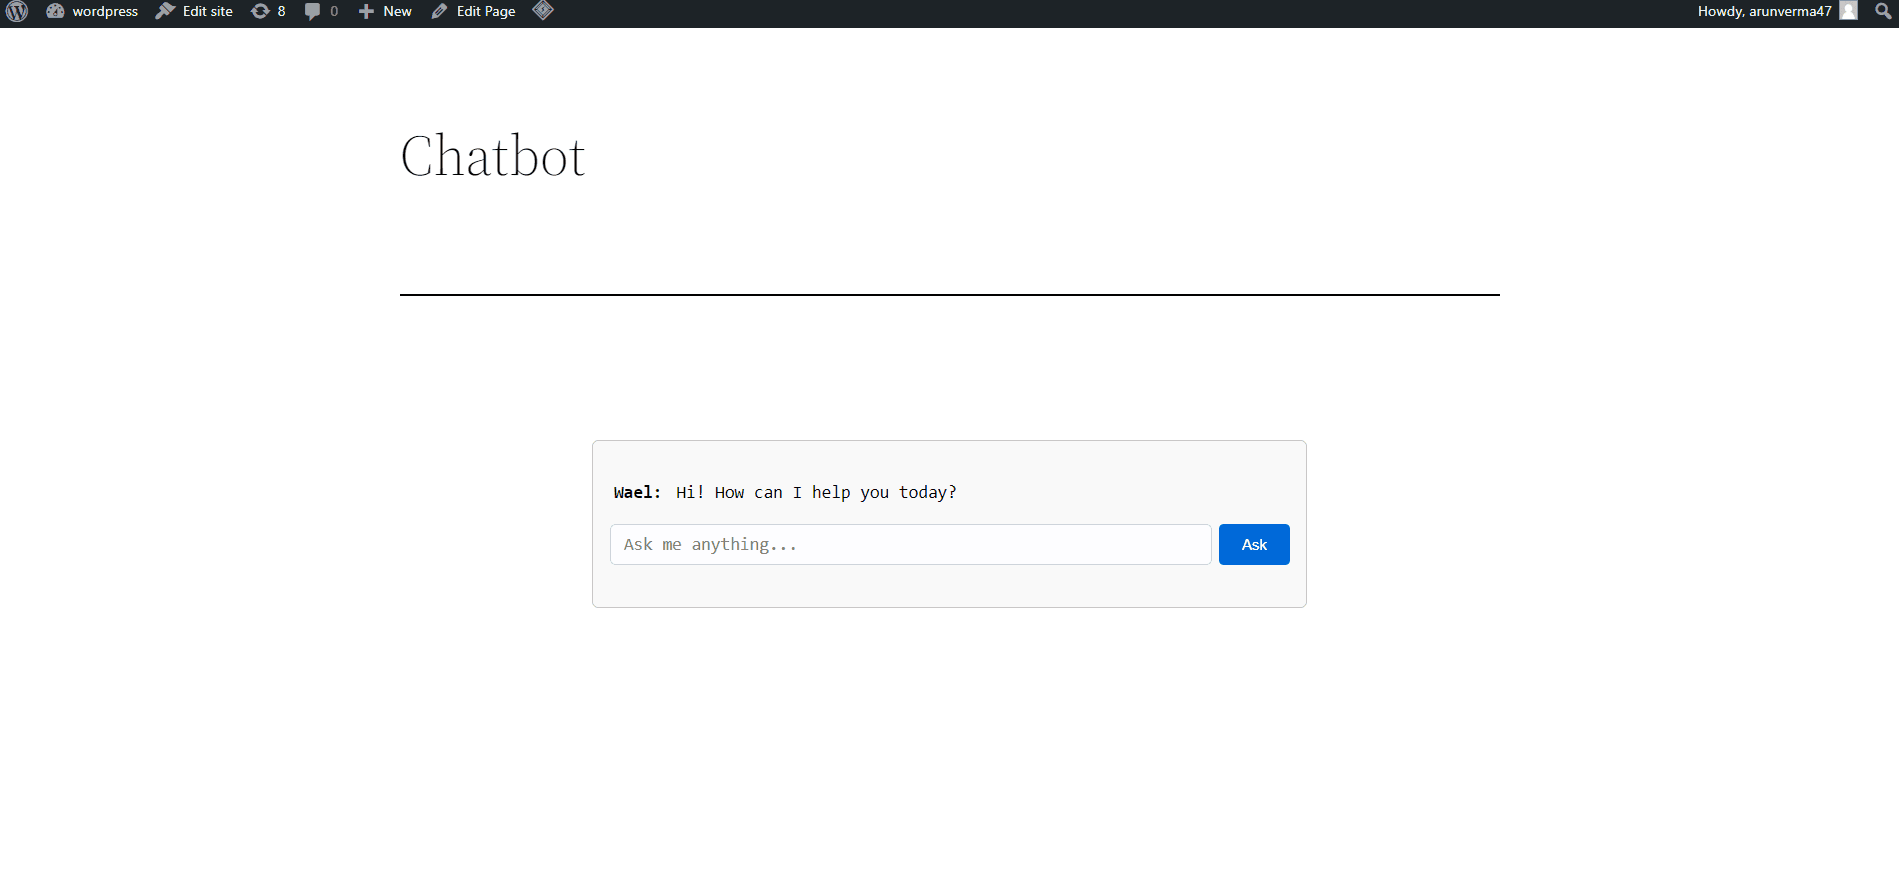 wordpress Edit site 8 0 New Edit Page Howdy, arunverma47
Chatbot
Wael: Hi! How can I help you today?
Ask me anything... Ask